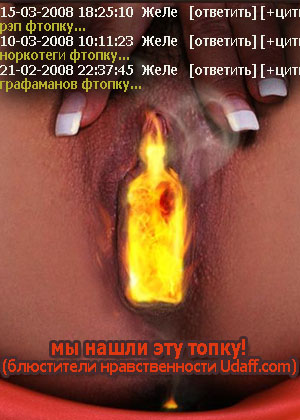 15-03-2008 18:25:10 ЖеЛе [ответить] [+цит
рэп фтопку...
10-03-2008 10:11:23 ЖеЛе [ответить] [+цит
норкотеги фтопку...
21-02-2008 22:37:45 ЖеЛе [ответить] [+цит
графаманов фтопку...
мы нашли эту топку!
(блюстители нравственности Udaff.com)